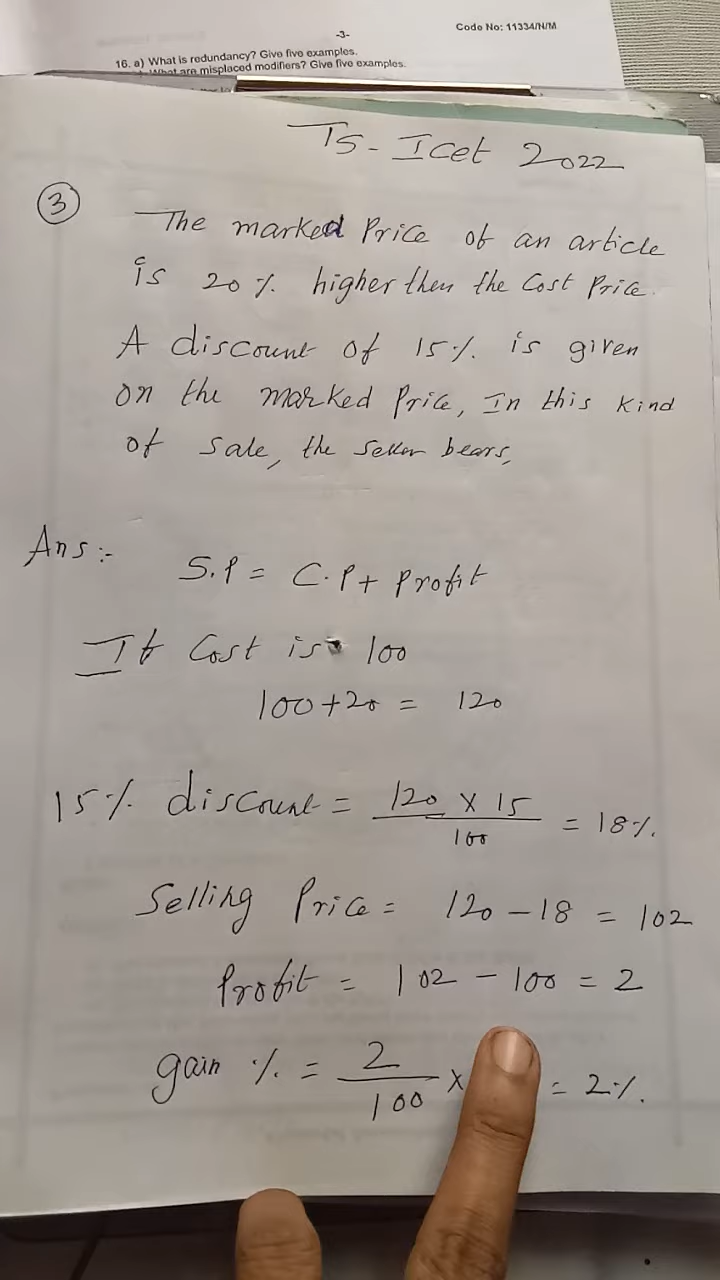 -3-
Code No: 11334/N/M
16. a) What is redundancy? Give five examples.
What are misplaced modifiers? Give five examples.
TS - Icet 2022
3
The marked Price of an article
is 20 % higher then the Cost Price.
A discount of 15 % is given
on the marked Price, In this kind
of sale, the seller bears,
Ans :-
S.P = C.P + Profit
If Cost is 100
100 + 20 = 120
15 % discount = 120 X 15 / 100 = 18 %.
Selling Price = 120 - 18 = 102
Profit = 102 - 100 = 2
gain % = 2 / 100 X = 2 %.